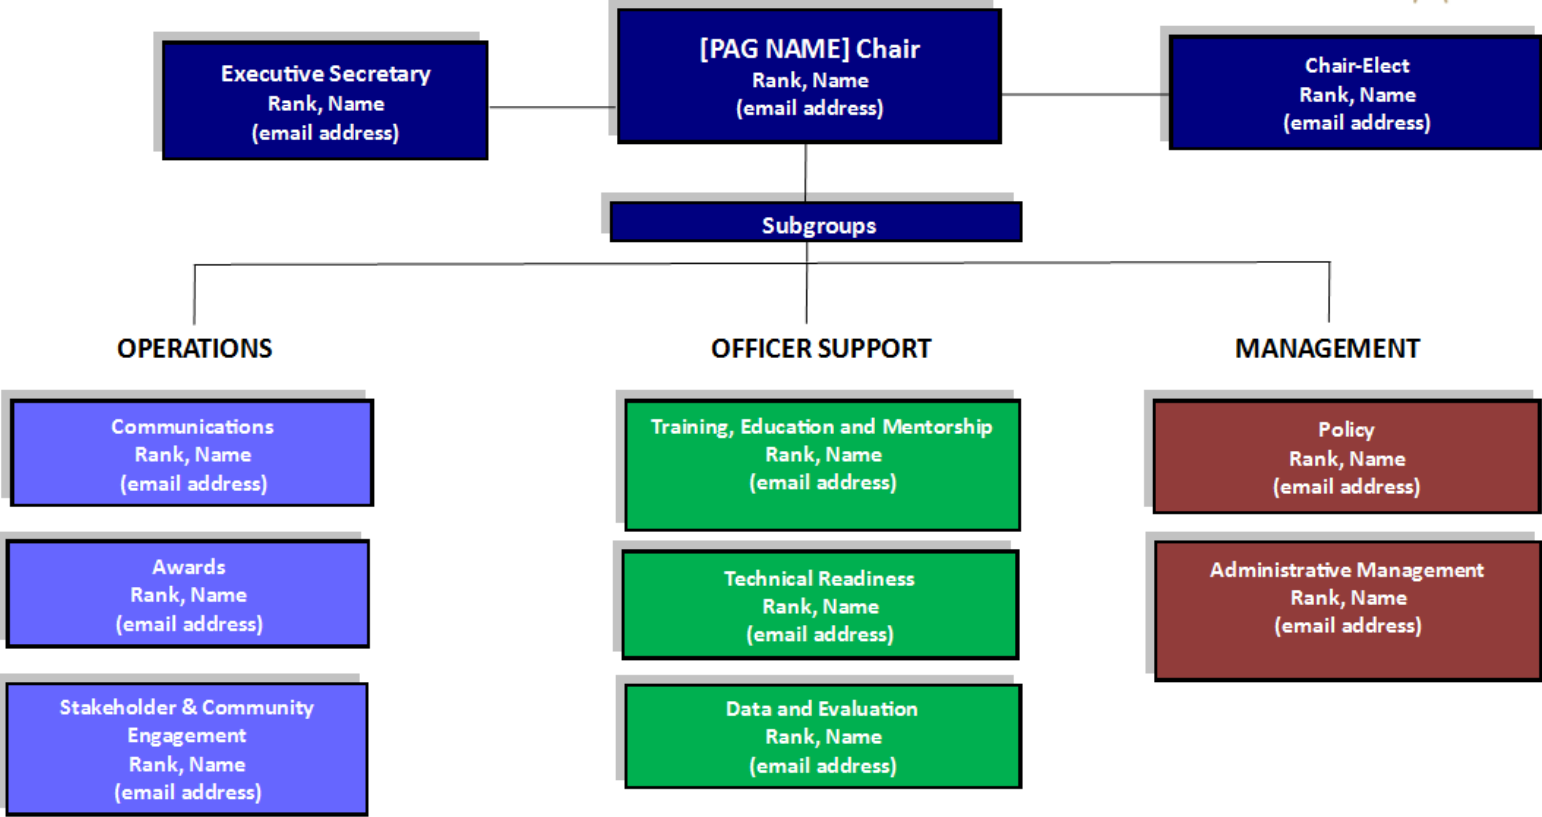 [PAG NAME] Chair
Rank, Name
(email address)
Executive Secretary
Rank, Name
(email address)
Chair-Elect
Rank, Name
(email address)
Subgroups
OPERATIONS
Communications
Rank, Name
(email address)
Awards
Rank, Name
(email address)
Stakeholder & Community
Engagement
Rank, Name
(email address)
OFFICER SUPPORT
Training, Education and Mentorship
Rank, Name
(email address)
Technical Readiness
Rank, Name
(email address)
Data and Evaluation
Rank, Name
(email address)
MANAGEMENT
Policy
Rank, Name
(email address)
Administrative Management
Rank, Name
(email address)